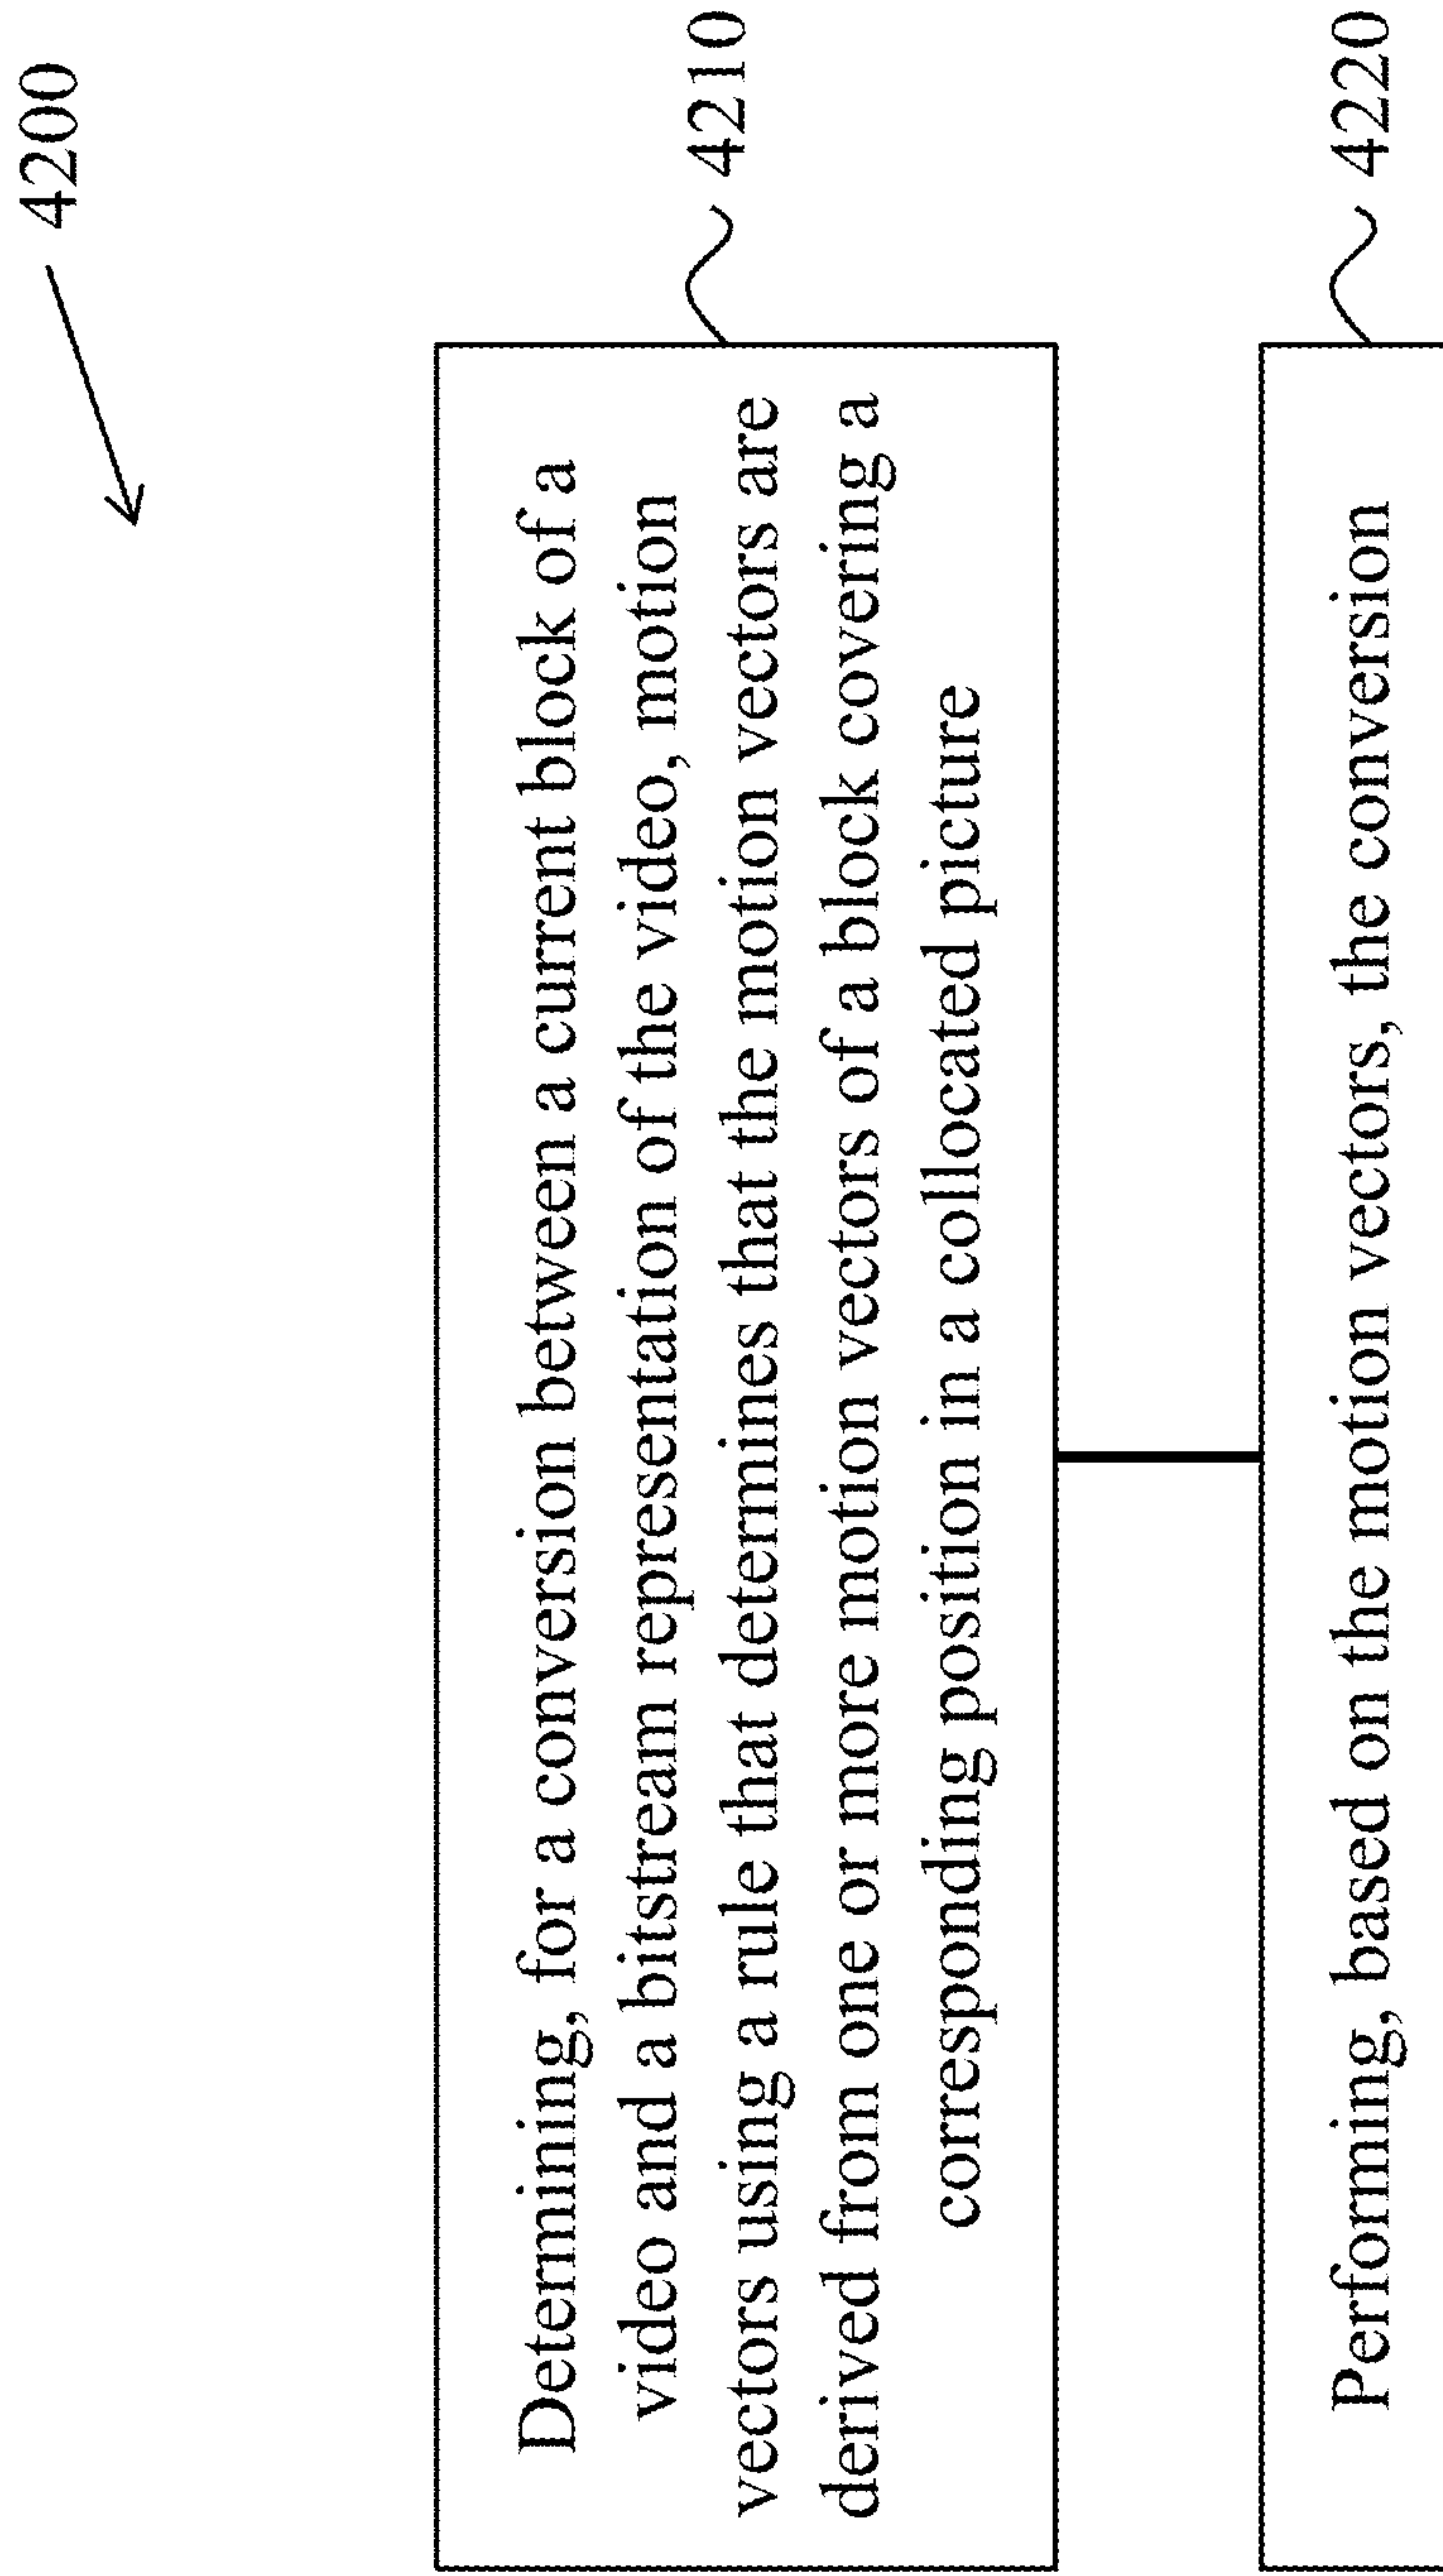 4200
Determining, for a conversion between a current block of a
video and a bitstream representation of the video, motion
vectors using a rule that determines that the motion vectors are
derived from one or more motion vectors of a block covering a
corresponding position in a collocated picture
4210
Performing, based on the motion vectors, the conversion
4220